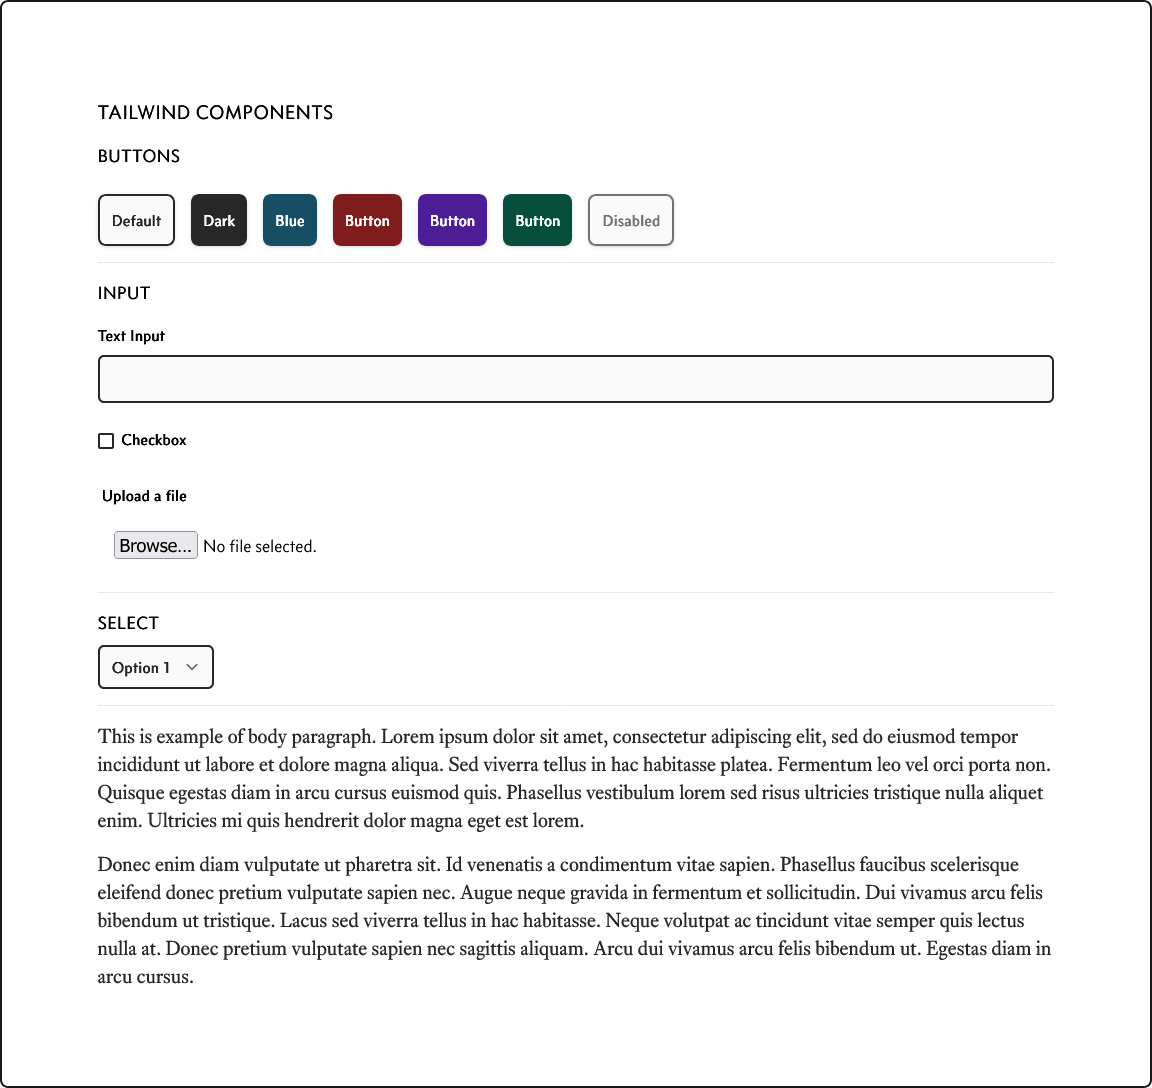 TAILWIND COMPONENTS
BUTTONS
Default Dark Blue Button Button Button Disabled
INPUT
Text Input
Checkbox
Upload a file
Browse... No file selected.
SELECT
Option 1
This is example of body paragraph. Lorem ipsum dolor sit amet, consectetur adipiscing elit, sed do eiusmod tempor
incididunt ut labore et dolore magna aliqua. Sed viverra tellus in hac habitasse platea. Fermentum leo vel orci porta non.
Quisque egestas diam in arcu cursus euismod quis. Phasellus vestibulum lorem sed risus ultricies tristique nulla aliquet
enim. Ultricies mi quis hendrerit dolor magna eget est lorem.
Donec enim diam vulputate ut pharetra sit. Id venenatis a condimentum vitae sapien. Phasellus faucibus scelerisque
eleifend donec pretium vulputate sapien nec. Augue neque gravida in fermentum et sollicitudin. Dui vivamus arcu felis
bibendum ut tristique. Lacus sed viverra tellus in hac habitasse. Neque volutpat ac tincidunt vitae semper quis lectus
nulla at. Donec pretium vulputate sapien nec sagittis aliquam. Arcu dui vivamus arcu felis bibendum ut. Egestas diam in
arcu cursus.